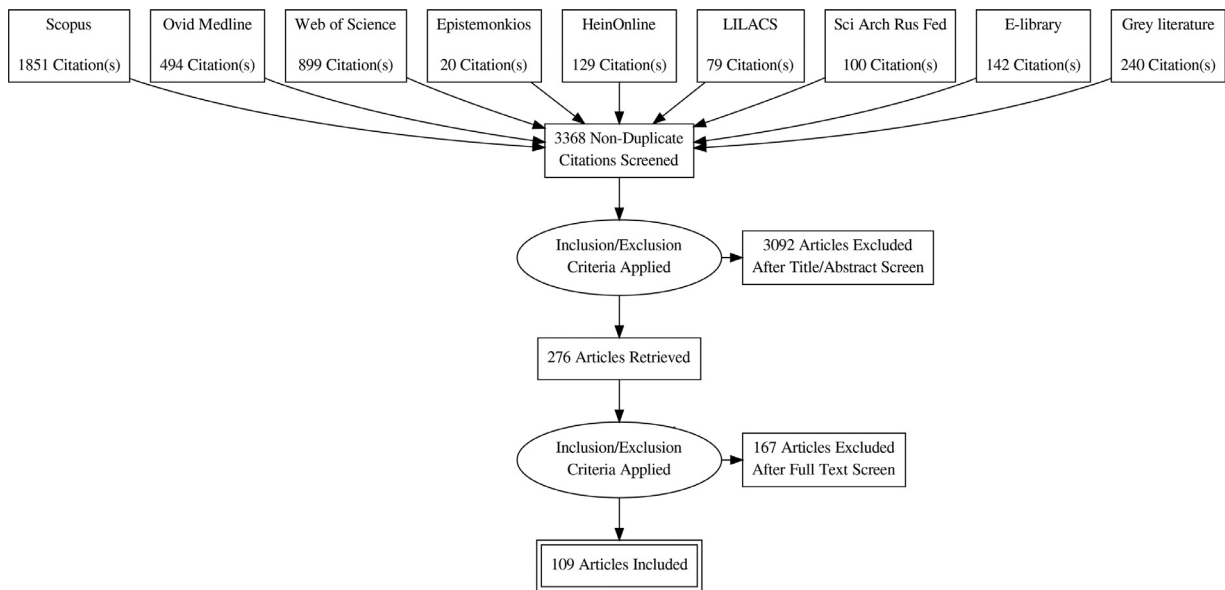 Scopus
1851 Citation(s)
Ovid Medline
494 Citation(s)
Web of Science
899 Citation(s)
Epistemonkios
20 Citation(s)
HeinOnline
129 Citation(s)
LILACS
79 Citation(s)
Sci Arch Rus Fed
100 Citation(s)
E-library
142 Citation(s)
Grey literature
240 Citation(s)
3368 Non-Duplicate
Citations Screened
Inclusion/Exclusion
Criteria Applied
3092 Articles Excluded
After Title/Abstract Screen
276 Articles Retrieved
Inclusion/Exclusion
Criteria Applied
167 Articles Excluded
After Full Text Screen
109 Articles Included